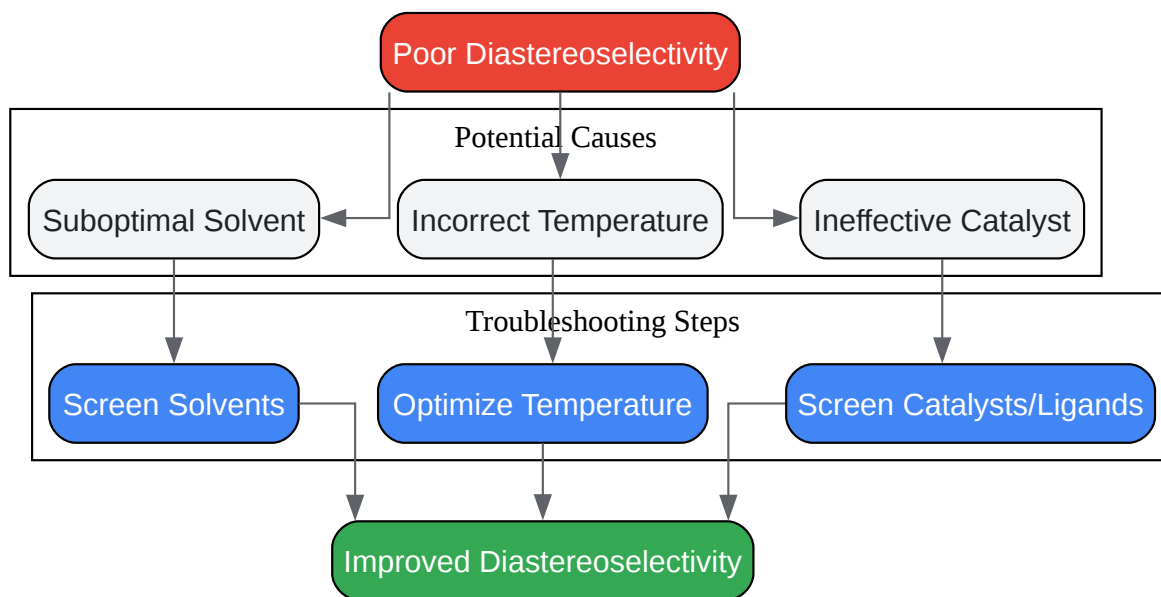 Poor Diastereoselectivity
Potential Causes
Suboptimal Solvent
Incorrect Temperature
Ineffective Catalyst
Troubleshooting Steps
Screen Solvents
Optimize Temperature
Screen Catalysts/Ligands
Improved Diastereoselectivity